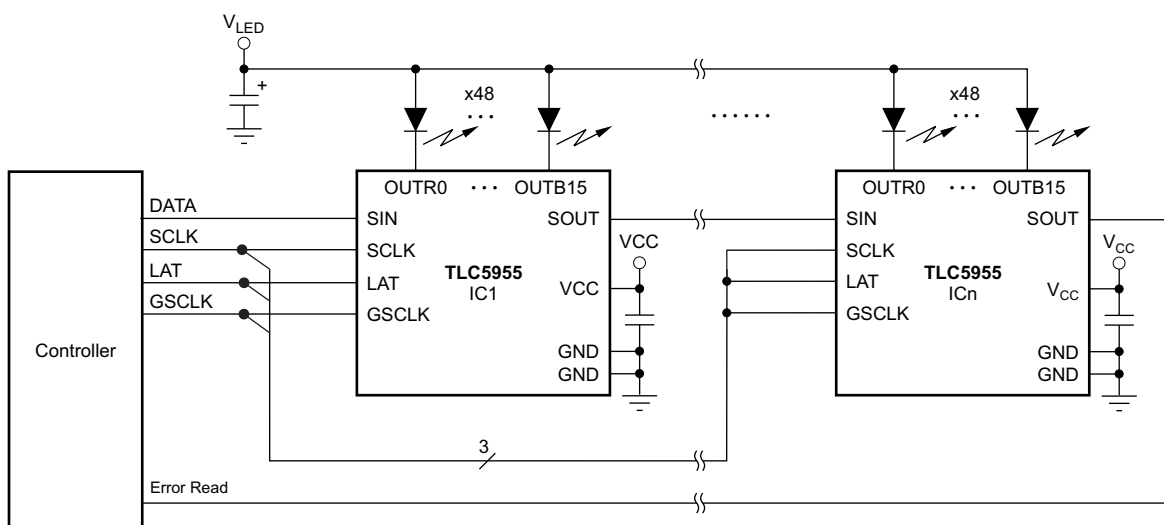 VLED
+
x48
...
x48
...
......
OUTR0 ... OUTB15
OUTR0 ... OUTB15
DATA
SCLK
LAT
GSCLK
Controller
Error Read
SIN
SCLK
LAT
GSCLK
TLC5955
IC1
SOUT
VCC
VCC
GND
GND
3
SIN
SCLK
LAT
GSCLK
TLC5955
ICn
SOUT
VCC
VCC
GND
GND